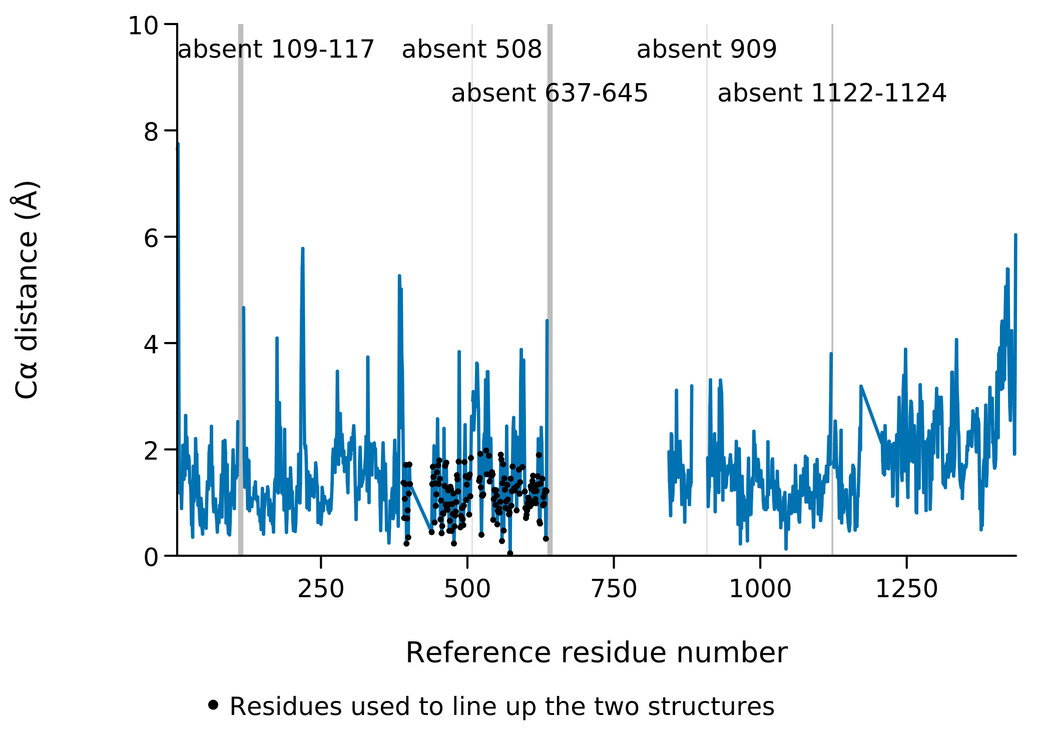 10
absent 109-117 absent 508 absent 909
absent 637-645 absent 1122-1124
8
6
4
2
0
Cα distance (Å)
250 500 750 1000 1250
Reference residue number
Residues used to line up the two structures